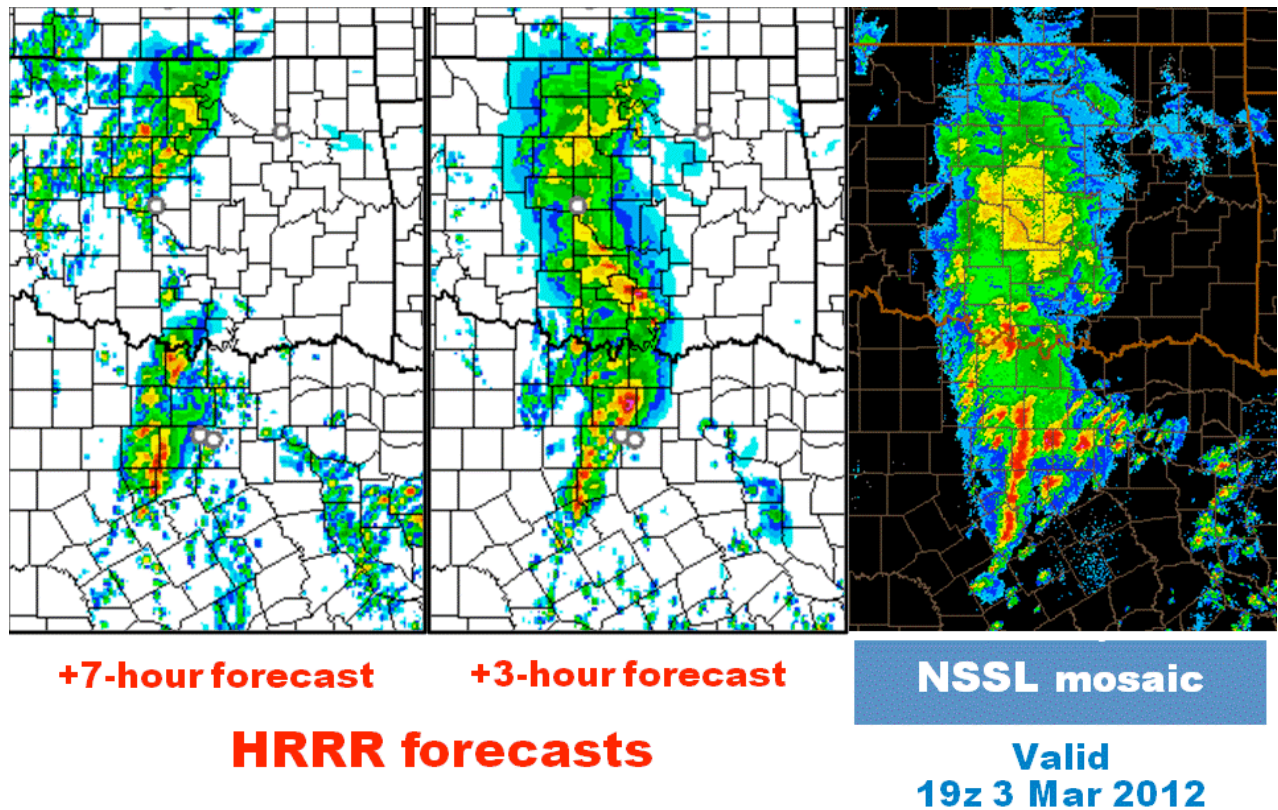 +7-hour forecast
+3-hour forecast
NSSL mosaic
HRRR forecasts
Valid
19z 3 Mar 2012